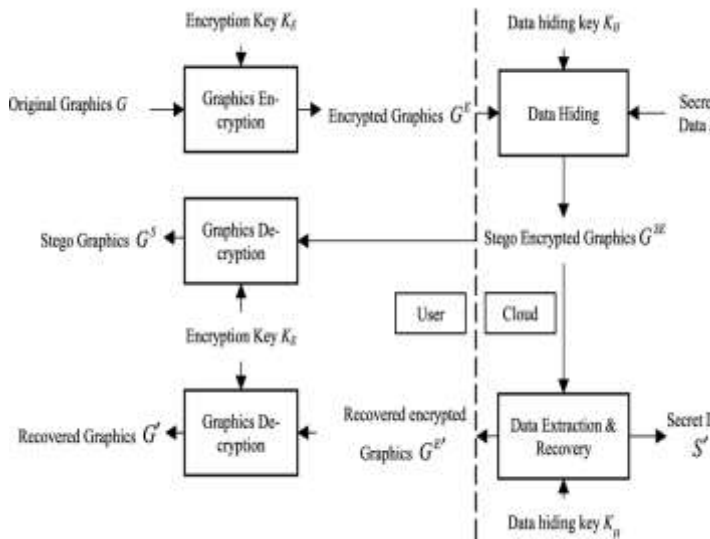 Encryption Key K_E
Data hiding key K_H
Original Graphics G
Graphics En-
cryption
Encrypted Graphics G^E
Data Hiding
Data
Stego Graphics G^S
Graphics De-
cryption
Stego Encrypted Graphics G^SE
User
Cloud
Encryption Key K_E
Recovered Graphics G'
Graphics De-
cryption
Recovered encrypted
Graphics G^E'
Data Extraction &
Recovery
Secret
S'
Data hiding key K_H